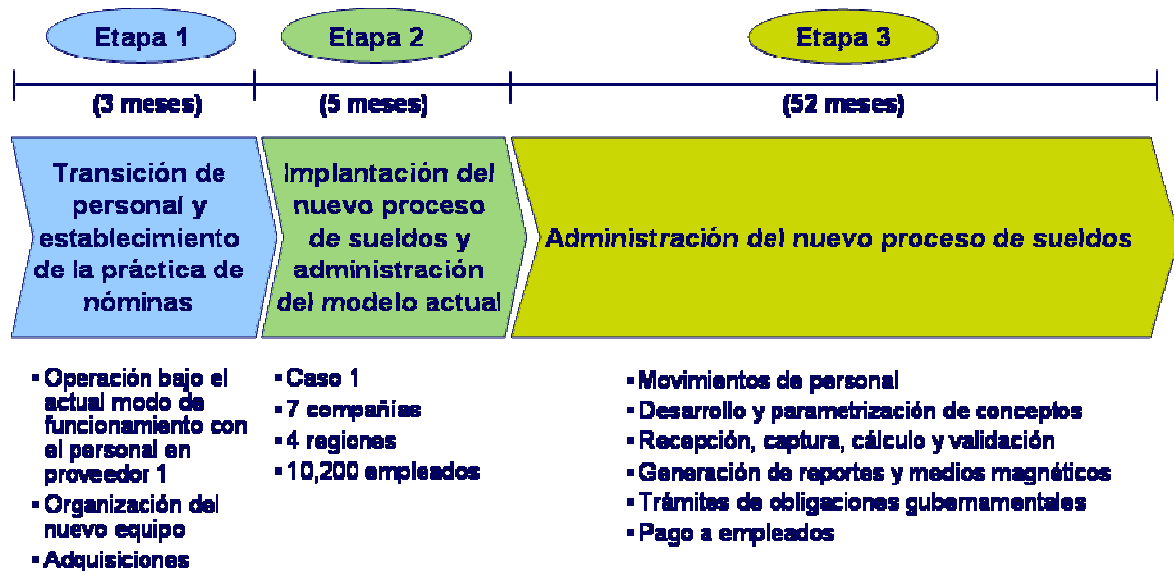 Etapa 1
Etapa 2
Etapa 3
(3 meses)
(5 meses)
(52 meses)
Transición de
personal y
establecimiento
de la práctica de
nóminas
Implantación del
nuevo proceso
de sueldos y
administración
del modelo actual
Administración del nuevo proceso de sueldos
▪ Operación bajo el
actual modo de
funcionamiento con
el personal en
proveedor 1
▪ Organización del
nuevo equipo
▪ Adquisiciones
▪ Caso 1
▪ 7 compañías
▪ 4 regiones
▪ 10,200 empleados
▪ Movimientos de personal
▪ Desarrollo y parametrización de conceptos
▪ Recepción, captura, cálculo y validación
▪ Generación de reportes y medios magnéticos
▪ Trámites de obligaciones gubernamentales
▪ Pago a empleados